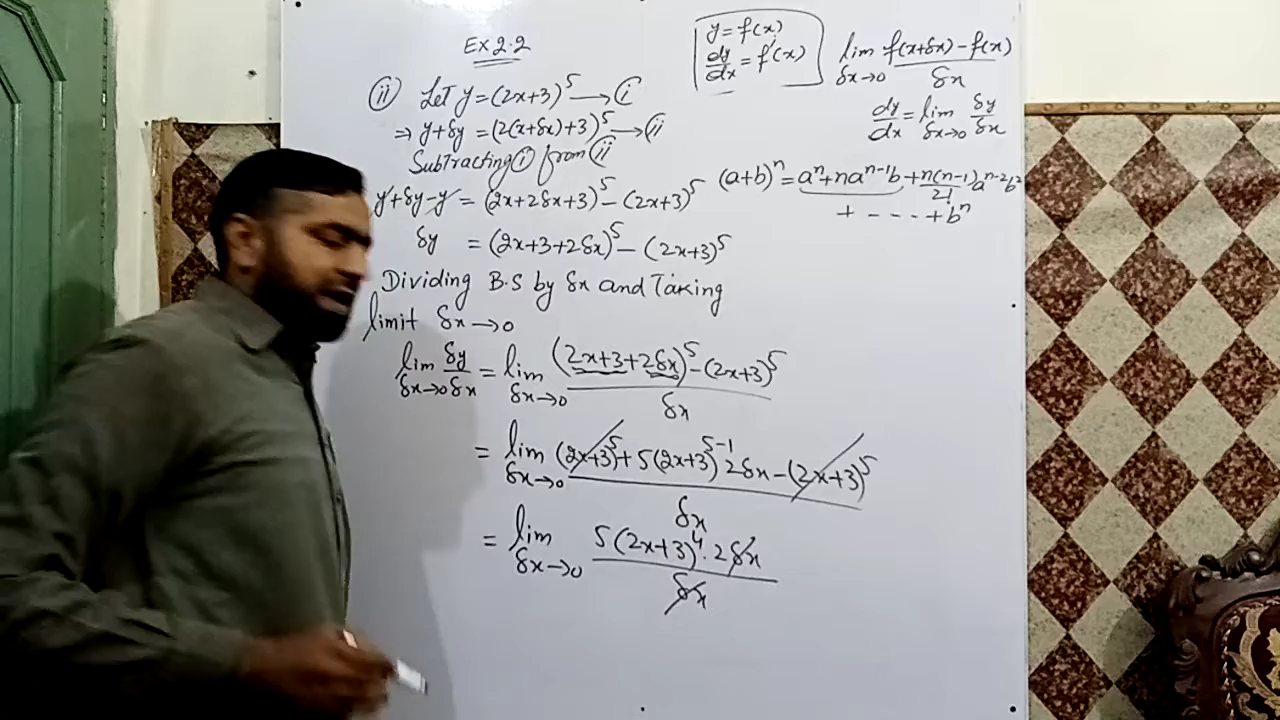 Ex 2.2
(ii) Let y = (2x+3)^5 → (i)
⇒ y+δy = (2(x+δx)+3)^5 → (ii)
Subtracting (i) from (ii)
y+δy-y = (2x+2δx+3)^5 - (2x+3)^5
δy = (2x+3+2δx)^5 - (2x+3)^5
Dividing B.S by δx and Taking
limit δx→0
lim δx→0 δy/δx = lim δx→0 ((2x+3+2δx)^5 - (2x+3)^5)/δx
= lim δx→0 ((2x+3)^5 + 5(2x+3)^(5-1) 2δx - (2x+3)^5)/δx
= lim δx→0 (5(2x+3)^4 . 2δx)/δx
y = f(x)
dy/dx = f'(x)
lim δx→0 (f(x+δx) - f(x))/δx
dy/dx = lim δx→0 δy/δx
(a+b)^n = a^n + na^(n-1)b + n(n-1)/2! a^(n-2)b^2
+ - - - - + b^n